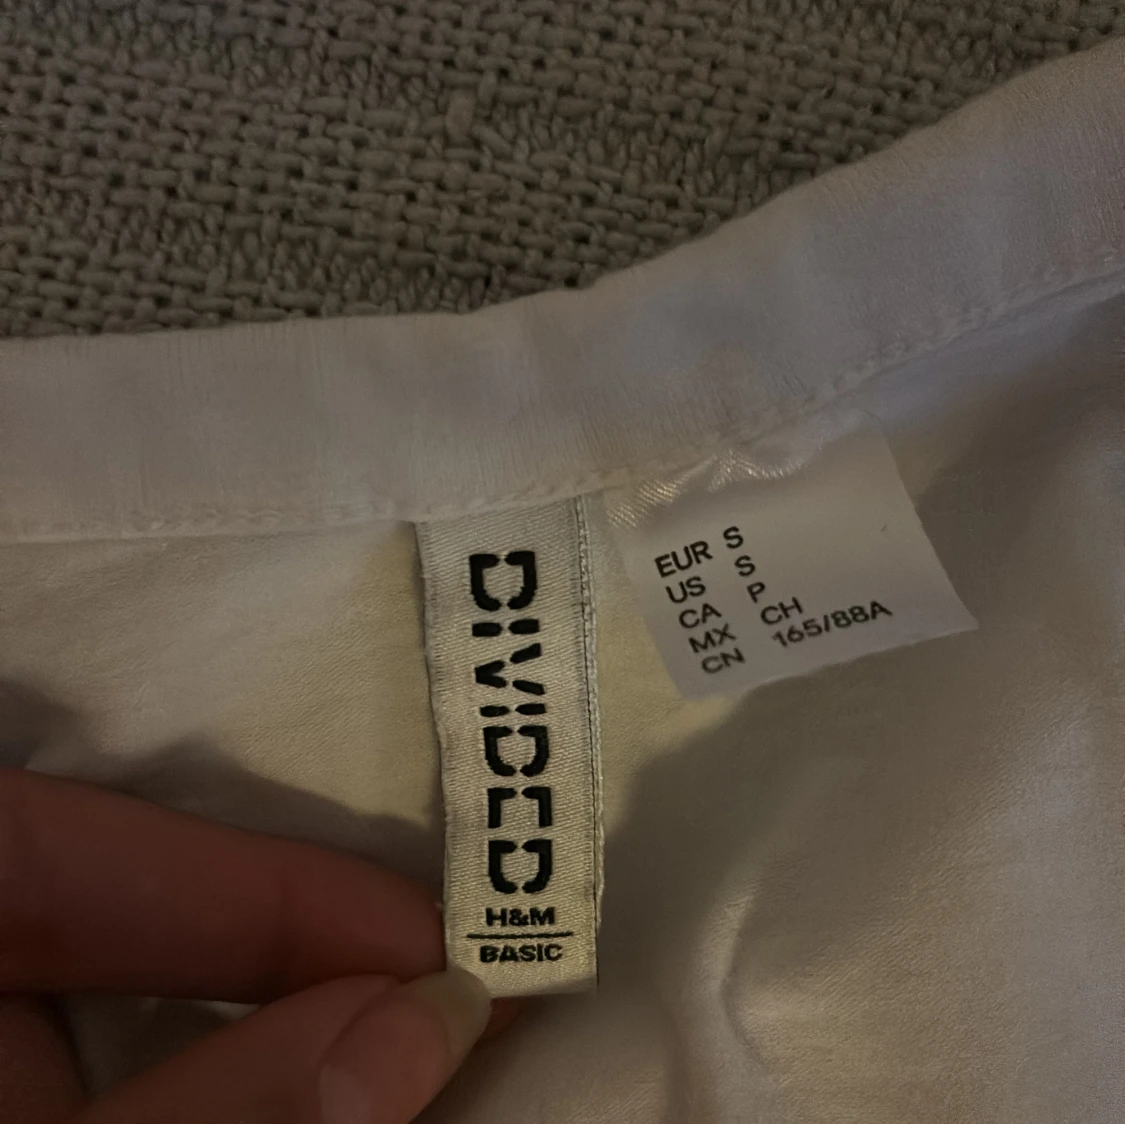 DIVIDED
H&M
BASIC
EUR S
US S
CA P
MX CH
CN 165/88A